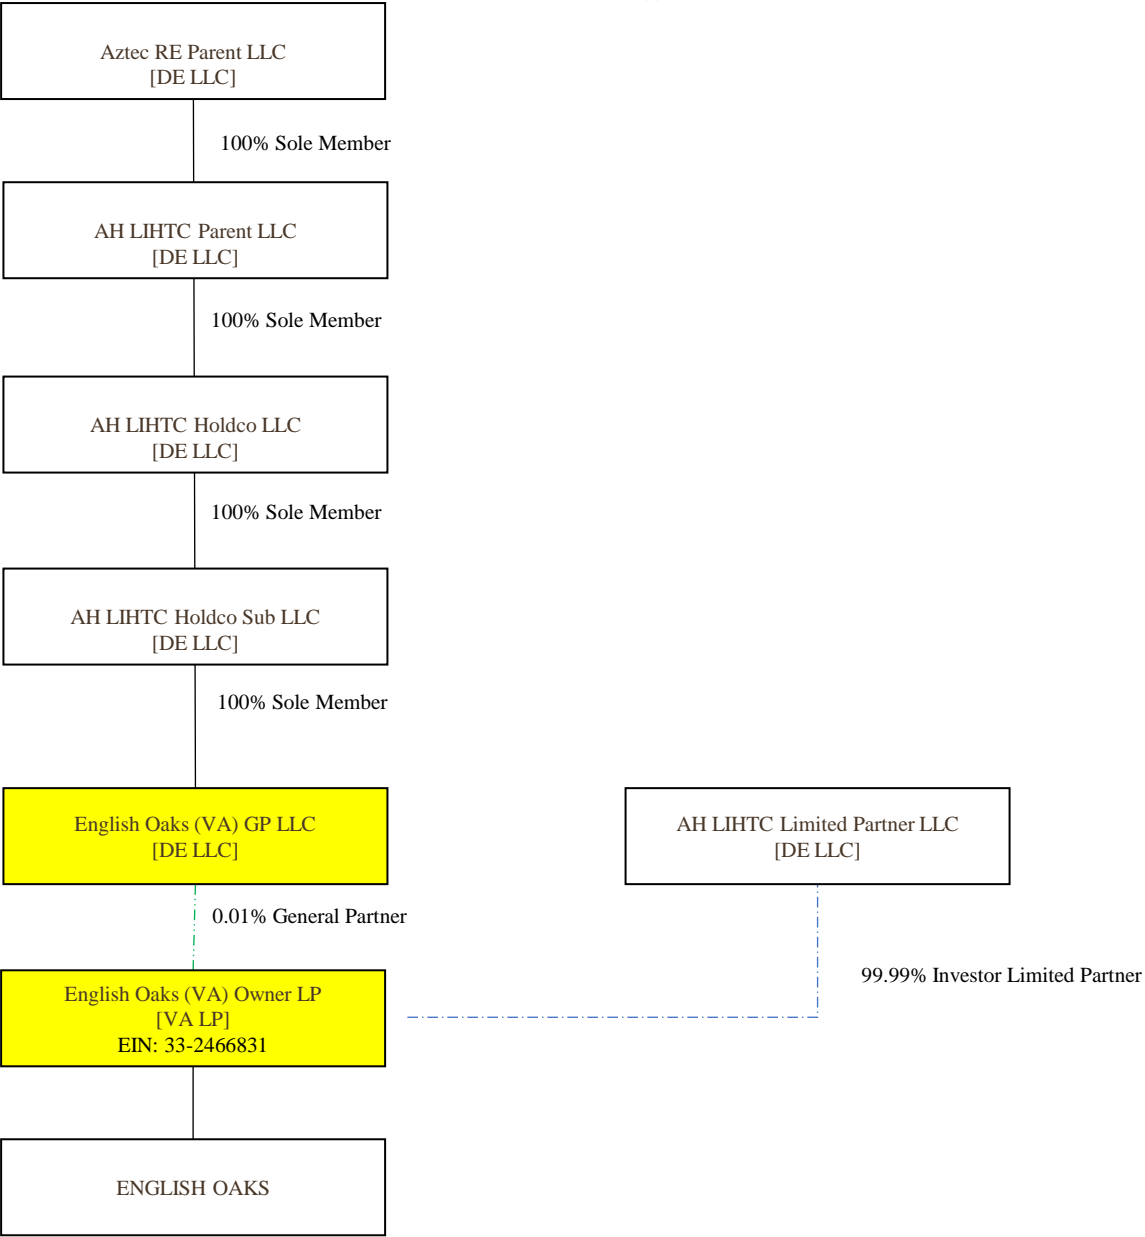 Aztec RE Parent LLC
[DE LLC]
100% Sole Member
AH LIHTC Parent LLC
[DE LLC]
100% Sole Member
AH LIHTC Holdco LLC
[DE LLC]
100% Sole Member
AH LIHTC Holdco Sub LLC
[DE LLC]
100% Sole Member
English Oaks (VA) GP LLC
[DE LLC]
AH LIHTC Limited Partner LLC
[DE LLC]
0.01% General Partner
99.99% Investor Limited Partner
English Oaks (VA) Owner LP
[VA LP]
EIN: 33-2466831
ENGLISH OAKS